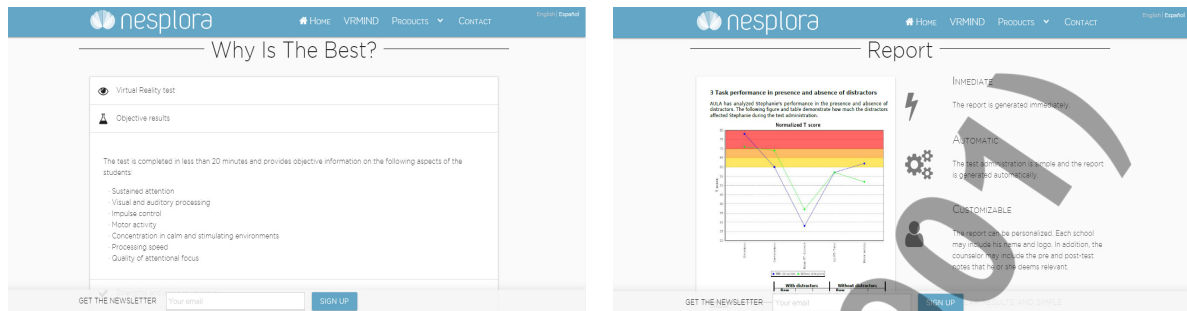 nesplora
HOME VRMIND PRODUCTS CONTACT
English | Español
Why Is The Best?
Virtual Reality test
Objective results
The test is completed in less than 20 minutes and provides objective information on the following aspects of the
students:
· Sustained attention
· Visual and auditory processing
· Impulse control
· Motor activity
· Concentration in calm and stimulating environments
· Processing speed
· Quality of attentional focus.
GET THE NEWSLETTER Your email SIGN UP
nesplora
HOME VRMIND PRODUCTS CONTACT
English | Español
Report
3 Task performance in presence and absence of distractors
AULA has analyzed Stephanie's performance in the presence and absence of
distractors. The following figure and table demonstrate how much the distractors
affected Stephanie during the test administration.
Normalized T score
T score
With distractors Without distractors
INMEDIATE
The report is generated immediately.
AUTOMATIC
The test administration is simple and the report
is generated automatically.
CUSTOMIZABLE
The report can be personalized. Each school
may include his name and logo. In addition, the
counselor may include the pre and post-test
notes that he or she deems relevant.
GET THE NEWSLETTER Your email SIGN UP